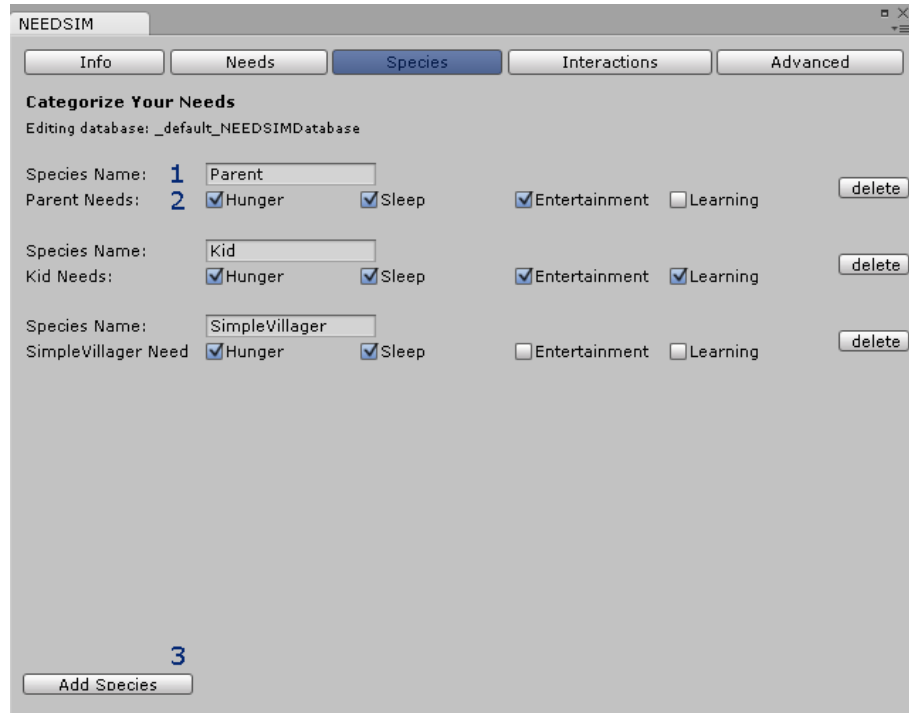 NEEDSIM
Info Needs Species Interactions Advanced
Categorize Your Needs
Editing database: _default_NEEDSIMDatabase
Species Name: 1 Parent
Parent Needs: 2 Hunger Sleep Entertainment Learning delete
Species Name: Kid
Kid Needs: Hunger Sleep Entertainment Learning delete
Species Name: SimpleVillager
SimpleVillager Need Hunger Sleep Entertainment Learning delete
3
Add Species